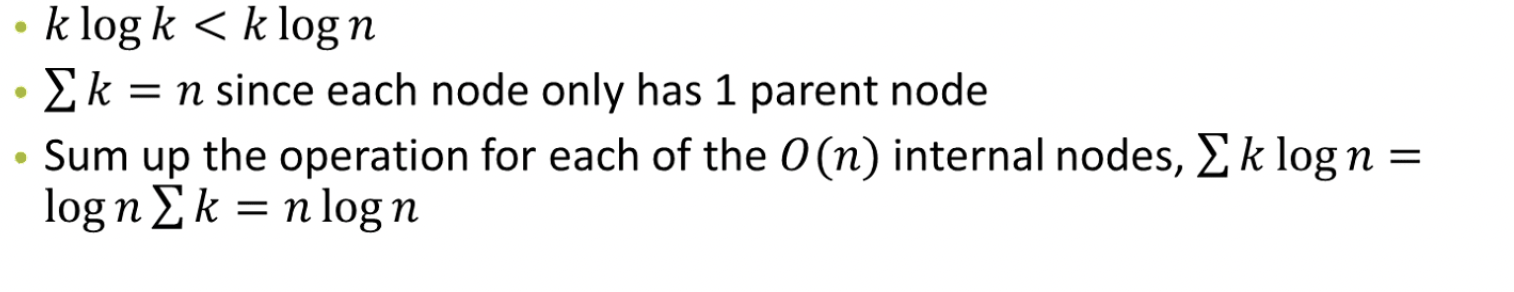 • k log k < k log n
• ∑ k = n since each node only has 1 parent node
• Sum up the operation for each of the O(n) internal nodes, ∑ k log n =
log n ∑ k = n log n